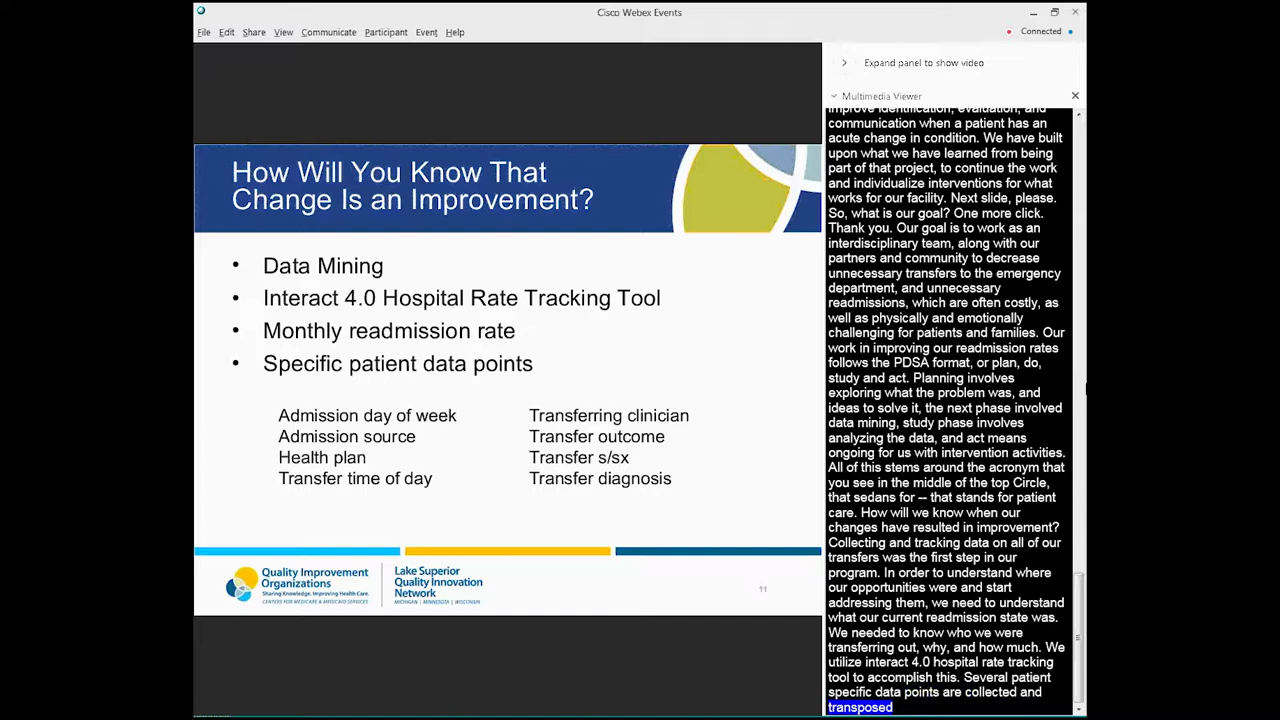 Cisco Webex Events
File Edit Share View Communicate Participant Event Help
Connected
How Will You Know That
Change Is an Improvement?
• Data Mining
• Interact 4.0 Hospital Rate Tracking Tool
• Monthly readmission rate
• Specific patient data points
Admission day of week
Admission source
Health plan
Transfer time of day
Transferring clinician
Transfer outcome
Transfer s/sx
Transfer diagnosis
Quality Improvement
Organizations
Sharing Knowledge. Improving Health Care.
CENTERS FOR MEDICARE & MEDICAID SERVICES
Lake Superior
Quality Innovation
Network
MICHIGAN | MINNESOTA | WISCONSIN
11
Expand panel to show video
Multimedia Viewer
improve identification, evaluation, and
communication when a patient has an
acute change in condition. We have built
upon what we have learned from being
part of that project, to continue the work
and individualize interventions for what
works for our facility. Next slide, please.
So, what is our goal? One more click.
Thank you. Our goal is to work as an
interdisciplinary team, along with our
partners and community to decrease
unnecessary transfers to the emergency
department, and unnecessary
readmissions, which are often costly, as
well as physically and emotionally
challenging for patients and families. Our
work in improving our readmission rates
follows the PDSA format, or plan, do,
study and act. Planning involves
exploring what the problem was, and
ideas to solve it, the next phase involved
data mining, study phase involves
analyzing the data, and act means
ongoing for us with intervention activities.
All of this stems around the acronym that
you see in the middle of the top Circle,
that sedans for -- that stands for patient
care. How will we know when our
changes have resulted in improvement?
Collecting and tracking data on all of our
transfers was the first step in our
program. In order to understand where
our opportunities were and start
addressing them, we need to understand
what our current readmission state was.
We needed to know who we were
transferring out, why, and how much. We
utilize interact 4.0 hospital rate tracking
tool to accomplish this. Several patient
specific data points are collected and
transposed